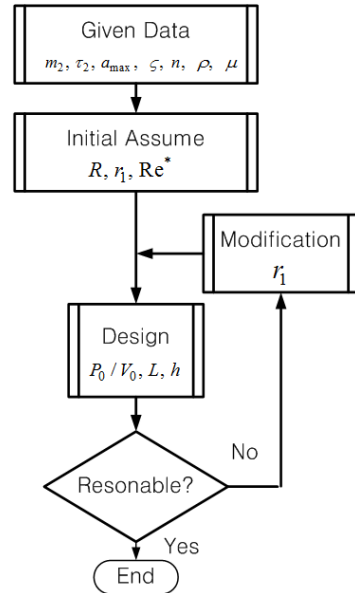 Given Data
m₂, τ₂, a_max, ς, n, ρ, μ
Initial Assume
R, r₁, Re*
Modification
r₁
Design
P₀ / V₀, L, h
No
Resonable?
Yes
End